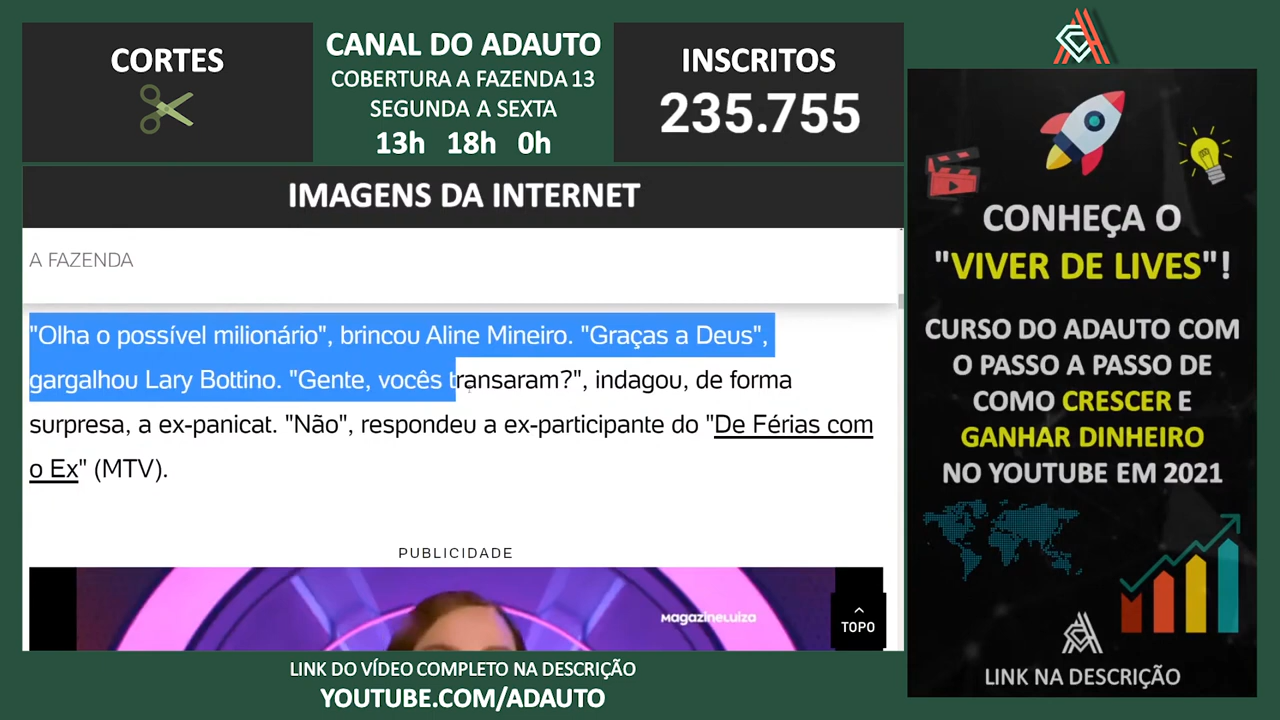 CORTES
CANAL DO ADAUTO
COBERTURA A FAZENDA 13
SEGUNDA A SEXTA
13h 18h 0h
INSCRITOS
235.755
IMAGENS DA INTERNET
A FAZENDA
"Olha o possível milionário", brincou Aline Mineiro. "Graças a Deus",
gargalhou Lary Bottino. "Gente, vocês transaram?", indagou, de forma
surpresa, a ex-panicat. "Não", respondeu a ex-participante do "De Férias com
o Ex" (MTV).
PUBLICIDADE
magazineluiza
TOPO
LINK DO VÍDEO COMPLETO NA DESCRIÇÃO
YOUTUBE.COM/ADAUTO
CONHEÇA O
"VIVER DE LIVES"!
CURSO DO ADAUTO COM
O PASSO A PASSO DE
COMO CRESCER E
GANHAR DINHEIRO
NO YOUTUBE EM 2021
LINK NA DESCRIÇÃO